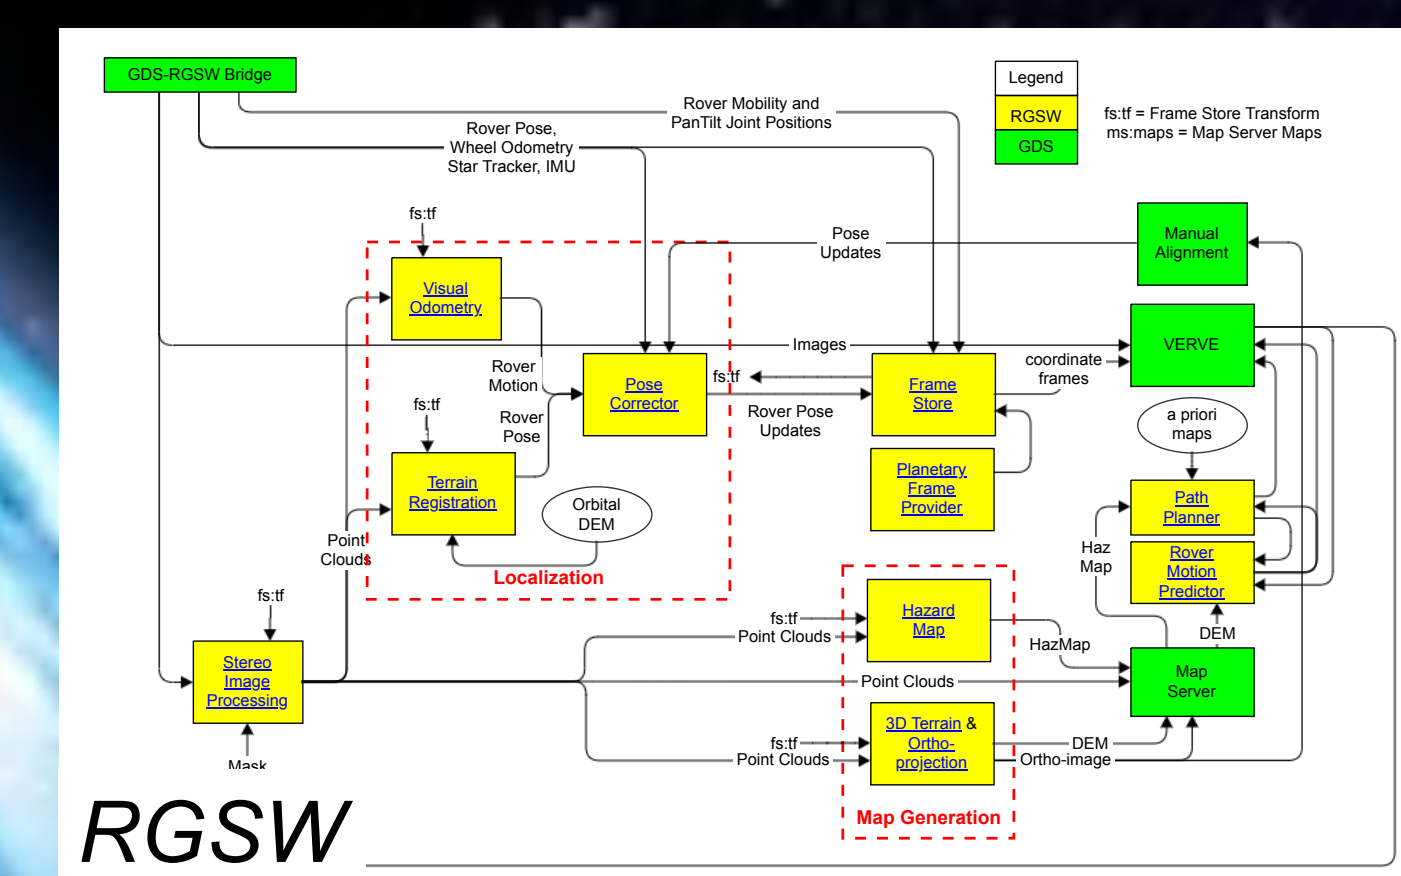 GDS-RGSW Bridge
Legend
RGSW
GDS
fs:tf = Frame Store Transform
ms:maps = Map Server Maps
Rover Mobility and
PanTilt Joint Positions
Rover Pose,
Wheel Odometry
Star Tracker, IMU
fs:tf
Visual
Odometry
Pose
Updates
Manual
Alignment
Images
VERVE
Rover
Motion
Pose
Corrector
fs:tf
Frame
Store
coordinate
frames
Rover Pose
Updates
fs:tf
Rover
Pose
a priori
maps
Terrain
Registration
Orbital
DEM
Planetary
Frame
Provider
Path
Planner
Point
Clouds
Haz
Map
Rover
Motion
Predictor
Localization
fs:tf
Stereo
Image
Processing
Mask
fs:tf
Point Clouds
Hazard
Map
HazMap
DEM
Point Clouds
Map
Server
fs:tf
Point Clouds
3D Terrain &
Ortho-
projection
DEM
Ortho-image
Map Generation
RGSW